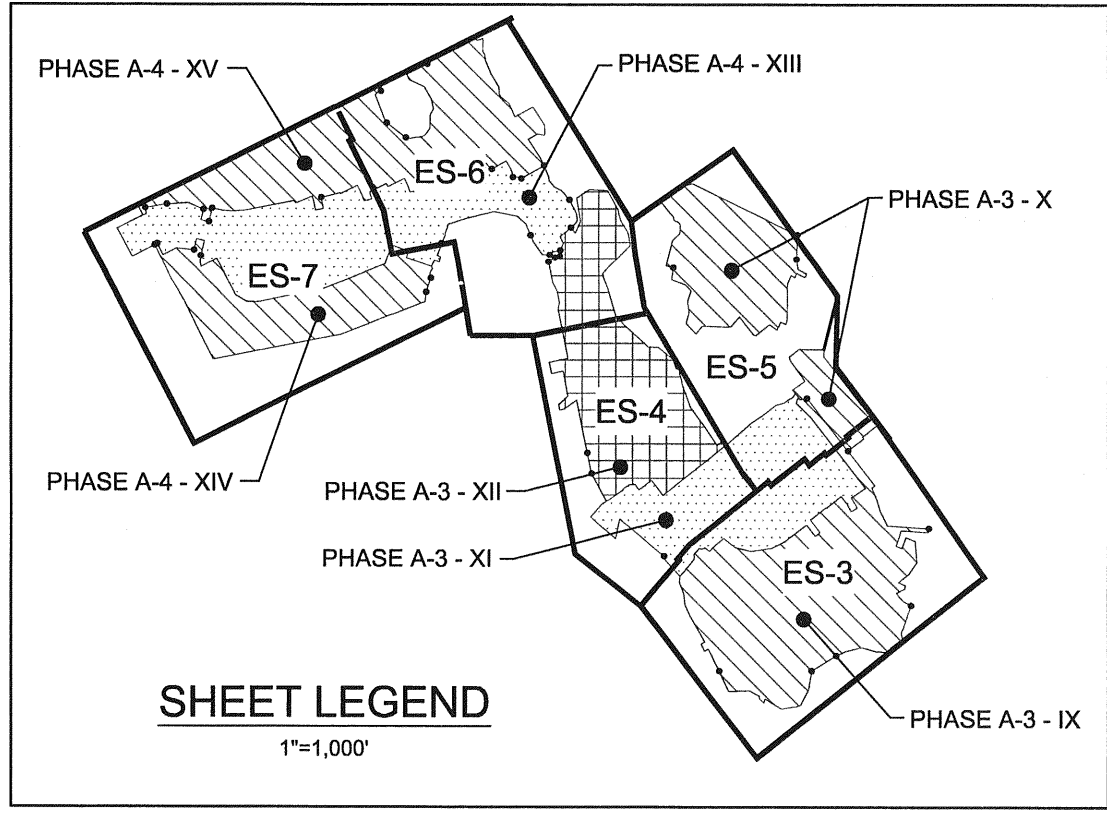 PHASE A-4 - XV
PHASE A-4 - XIII
ES-6
PHASE A-3 - X
ES-7
ES-5
ES-4
PHASE A-4 - XIV
PHASE A-3 - XII
PHASE A-3 - XI
ES-3
SHEET LEGEND
1"=1,000'
PHASE A-3 - IX